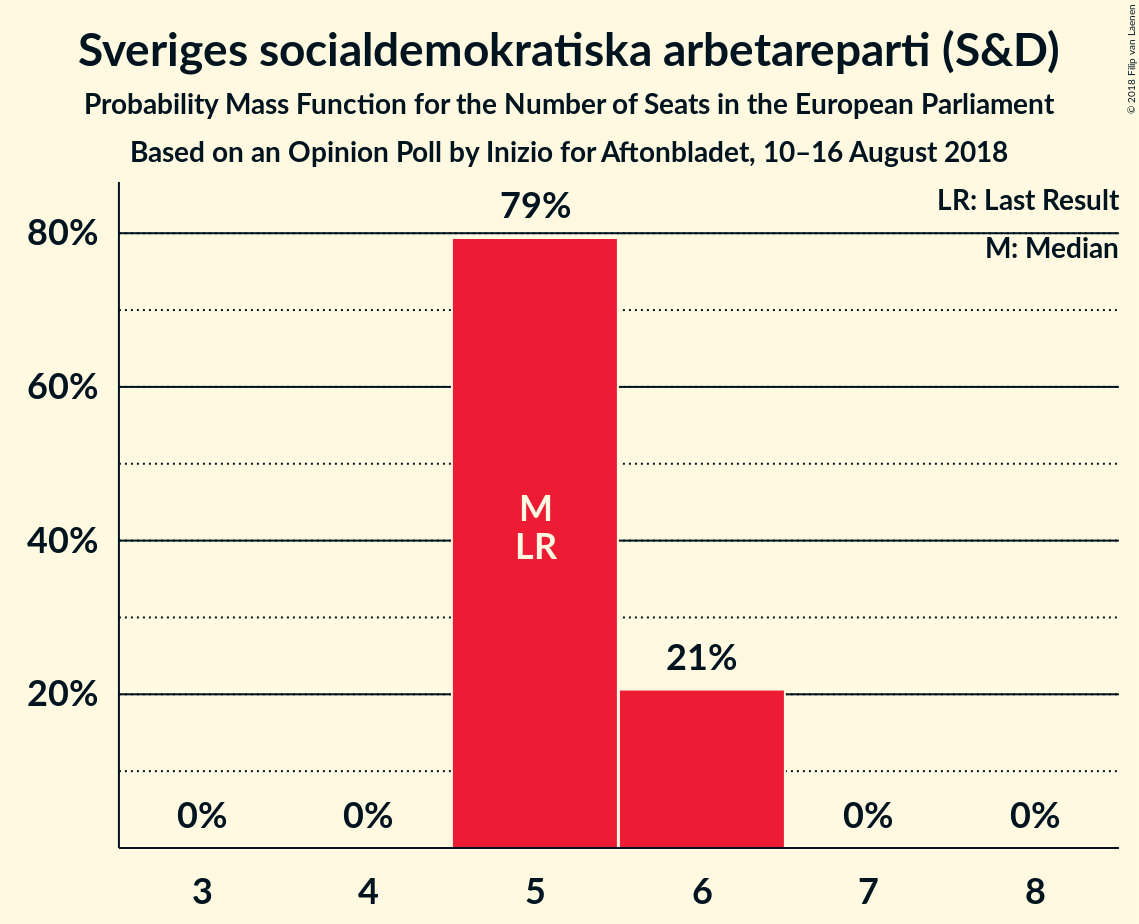 Sveriges socialdemokratiska arbetareparti (S&D)
Probability Mass Function for the Number of Seats in the European Parliament
Based on an Opinion Poll by Inizio for Aftonbladet, 10–16 August 2018
© 2018 Filip van Laenen
LR: Last Result
M: Median
80%
60%
40%
20%
0%
0%
79%
M
LR
21%
0%
0%
3
4
5
6
7
8